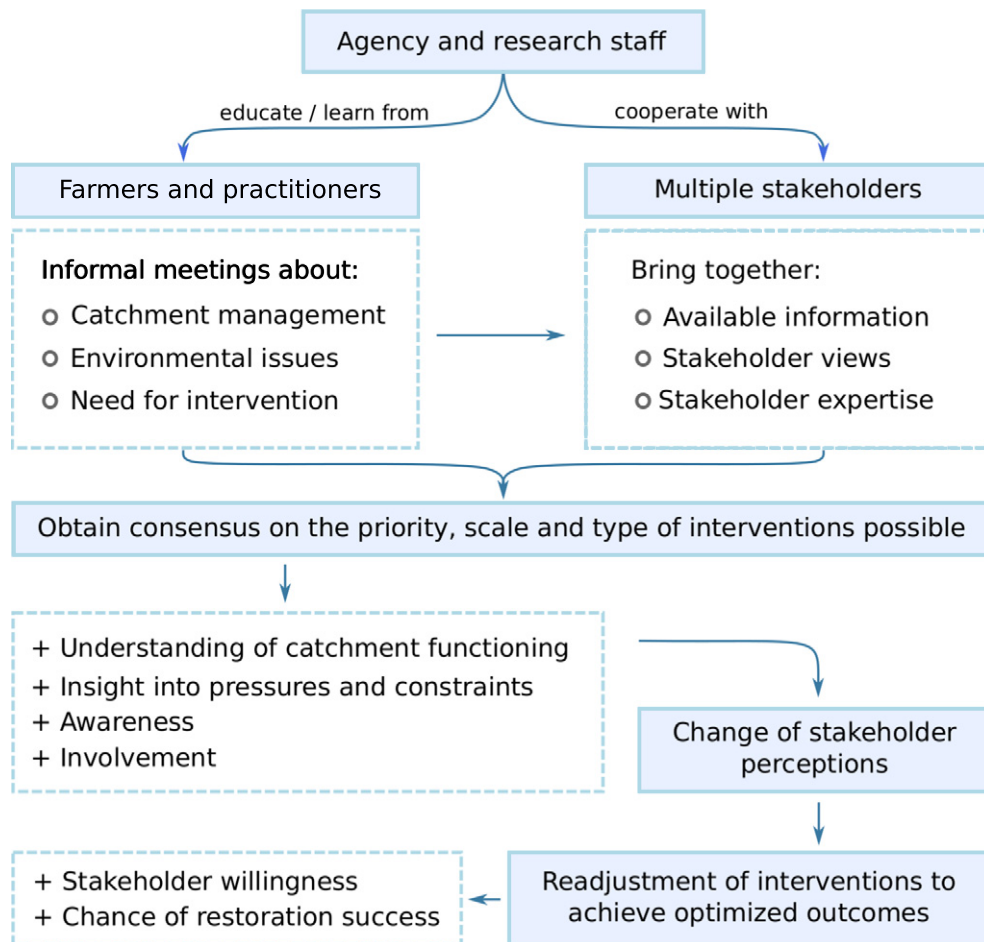 Agency and research staff
educate / learn from
cooperate with
Farmers and practitioners
Multiple stakeholders
Informal meetings about:
Catchment management
Environmental issues
Need for intervention
Bring together:
Available information
Stakeholder views
Stakeholder expertise
Obtain consensus on the priority, scale and type of interventions possible
+ Understanding of catchment functioning
+ Insight into pressures and constraints
+ Awareness
+ Involvement
Change of stakeholder
perceptions
Readjustment of interventions to
achieve optimized outcomes
+ Stakeholder willingness
+ Chance of restoration success